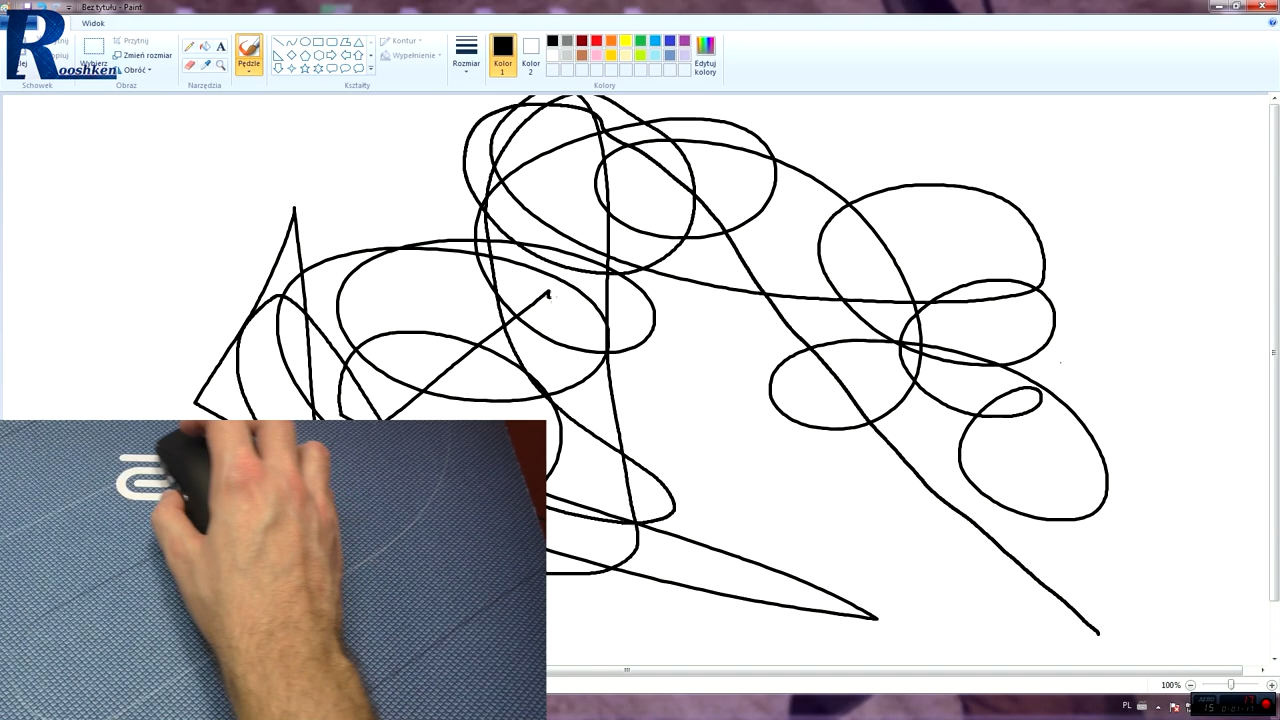 Bez tytułu - Paint
Widok
Rooshken
Wybierz
Przytnij
Zmień rozmiar
Obróć
Pędzle
Kontur
Wypełnienie
Rozmiar
Kolor
1
Kolor
2
Edytuj
kolory
Schowek
Obraz
Narzędzia
Kształty
Kolory
100%
PL